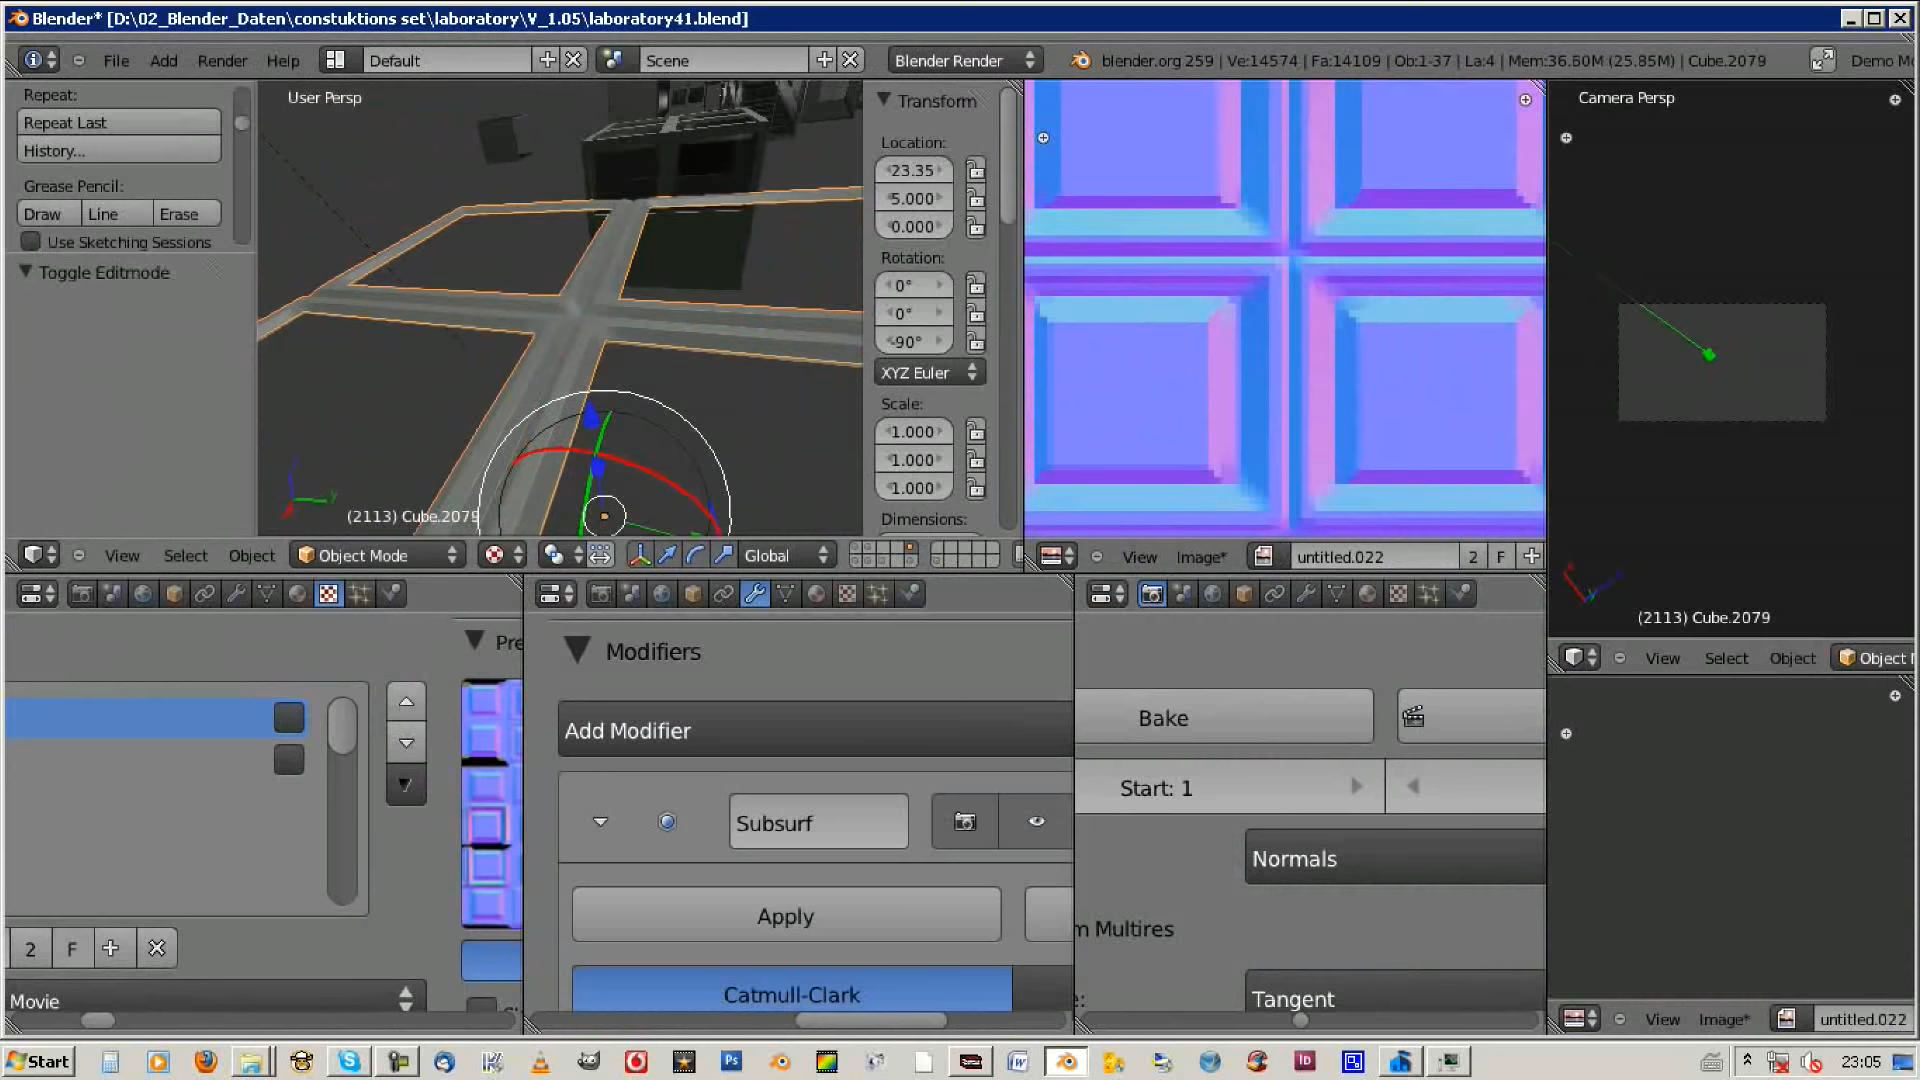 Blender* [D:\02_Blender_Daten\constuktions set\laboratory\V_1.05\laboratory41.blend]
File Add Render Help Default Scene Blender Render blender.org 259 | Ve:14574 | Fa:14109 | Ob:1-37 | La:4 | Mem:36.60M (25.85M) | Cube.2079 Demo M
Repeat:
Repeat Last
History...
Grease Pencil:
Draw Line Erase
Use Sketching Sessions
Toggle Editmode
User Persp
(2113) Cube.2079
Transform
Location:
23.35
5.000
0.000
Rotation:
0°
0°
-90°
XYZ Euler
Scale:
1.000
1.000
1.000
Dimensions:
Camera Persp
(2113) Cube.2079
View Select Object Object Mode Global
View Image* untitled.022 2 F
View Select Object Object M
Pre
2 F
Movie
Modifiers
Add Modifier
Subsurf
Apply
Catmull-Clark
Bake
Start: 1
Normals
m Multires
Tangent
View Image* untitled.022
Start 23:05